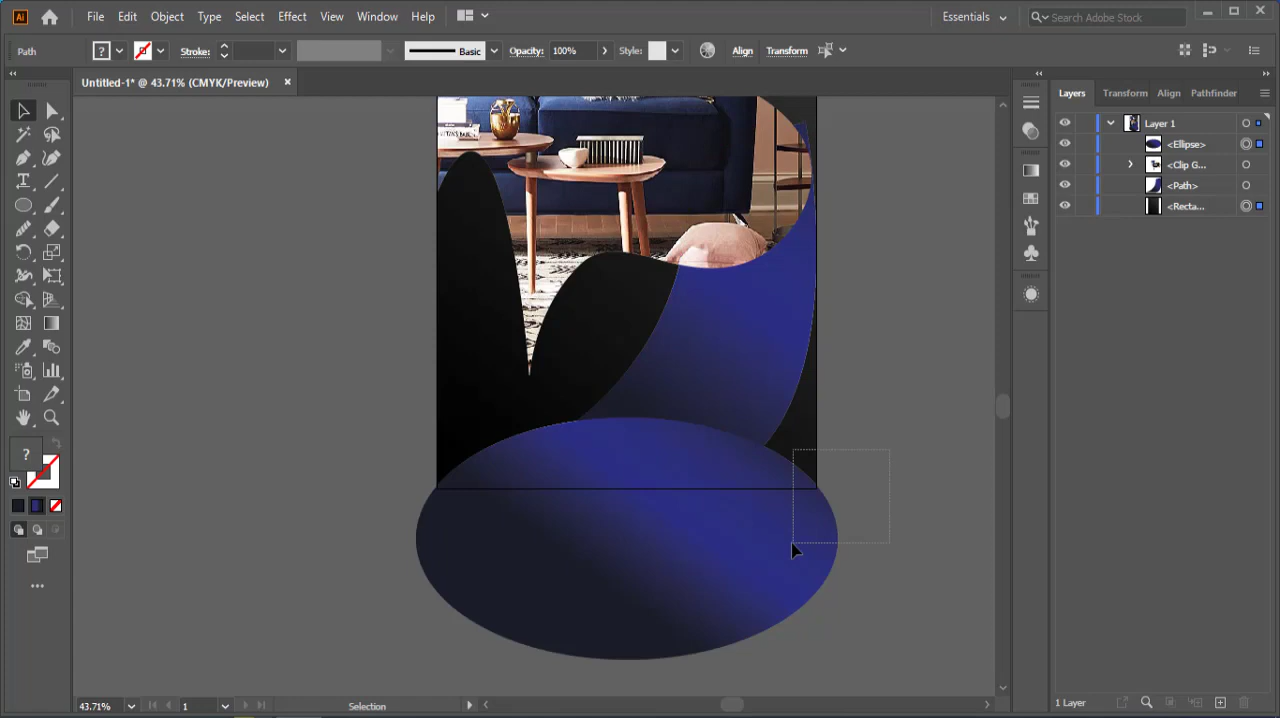 Ai File Edit Object Type Select Effect View Window Help Essentials Search Adobe Stock
Path ? Stroke: Basic Opacity: 100% Style: Align Transform
Untitled-1* @ 43.71% (CMYK/Preview)
Layers Transform Align Pathfinder
Layer 1
<Ellipse>
<Clip G...
<Path>
<Recta...
?
43.71% 1 Selection
1 Layer